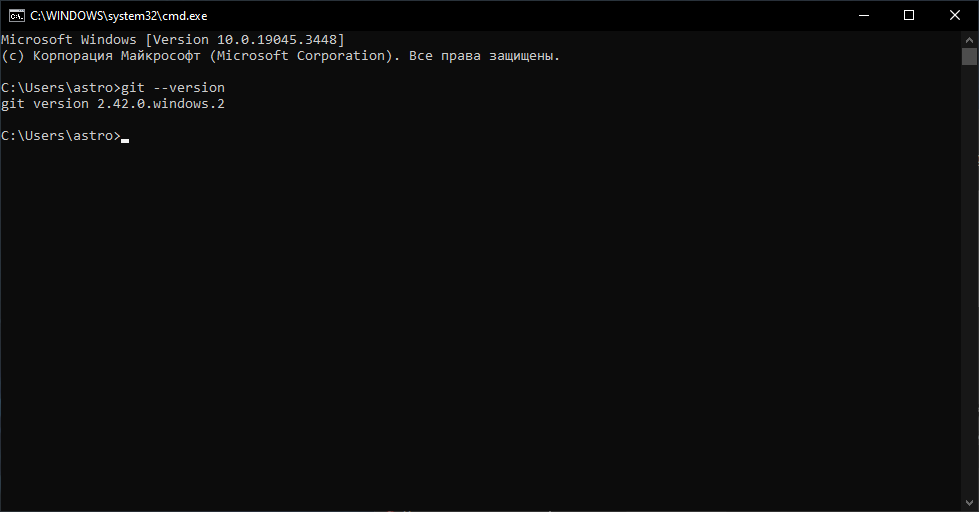 C:\WINDOWS\system32\cmd.exe
Microsoft Windows [Version 10.0.19045.3448]
(c) Корпорация Майкрософт (Microsoft Corporation). Все права защищены.
C:\Users\astro>git --version
git version 2.42.0.windows.2
C:\Users\astro>